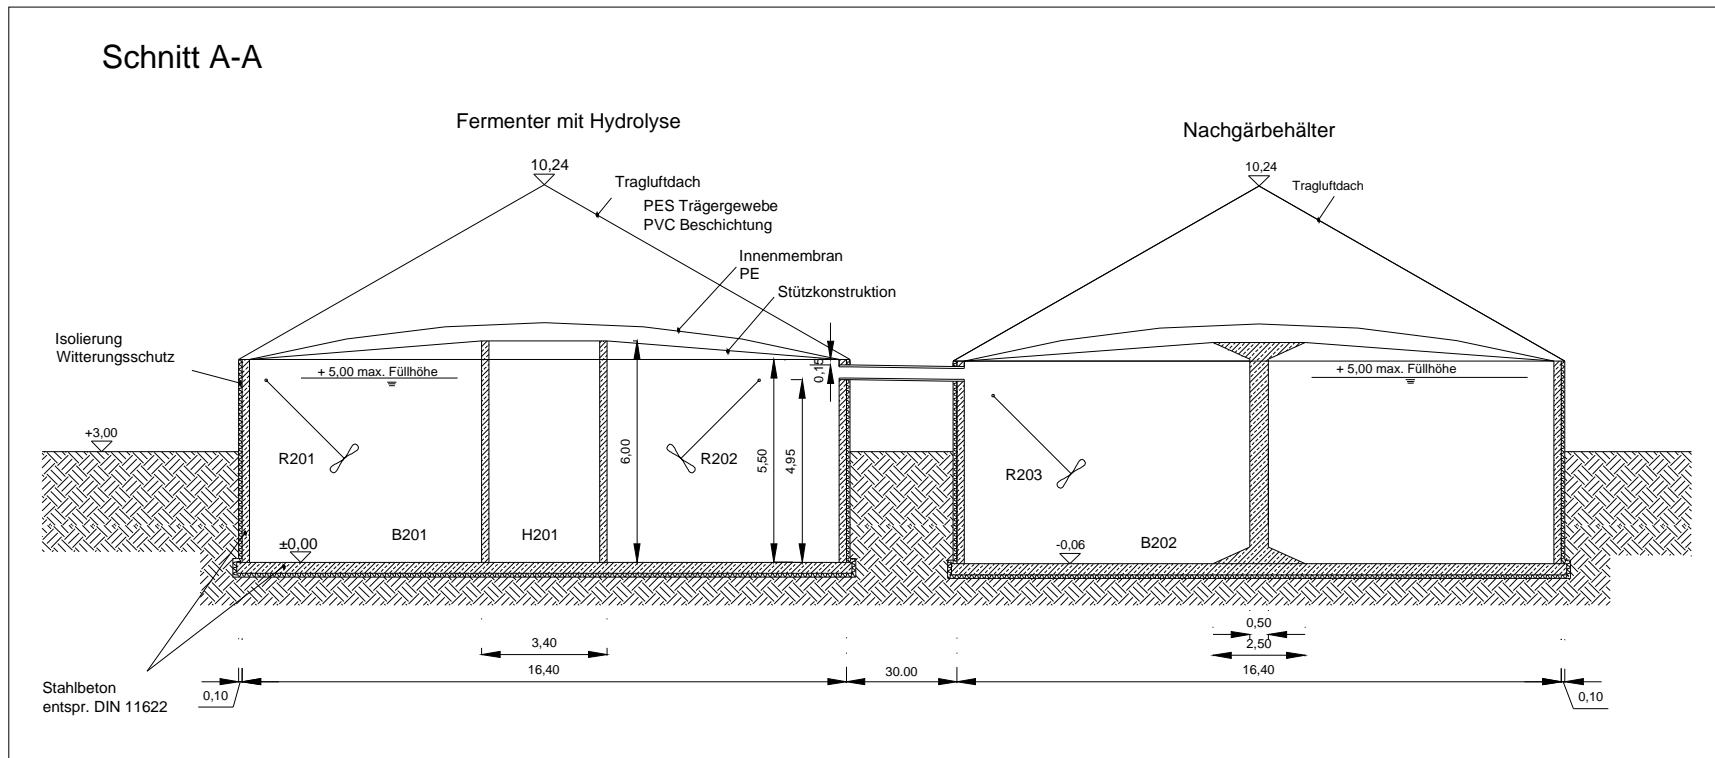 Schnitt A-A
Fermenter mit Hydrolyse
Nachgärbehälter
10,24
10,24
Tragluftdach
PES Trägergewebe
PVC Beschichtung
Tragluftdach
Innenmembran
PE
Stützkonstruktion
Isolierung
Witterungsschutz
+ 5,00 max. Füllhöhe
0,15
+ 5,00 max. Füllhöhe
+3,00
R201
6,00
R202
5,50
4,95
R203
±0,00
B201
H201
-0,06
B202
3,40
16,40
30.00
0,50
2,50
16,40
Stahlbeton
entspr. DIN 11622
0,10
0,10